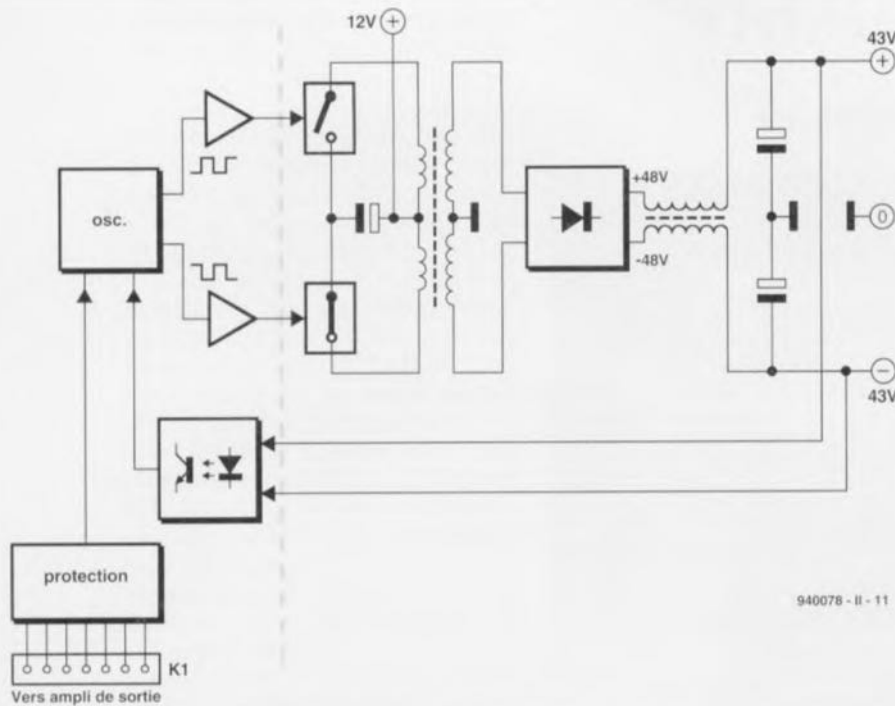 12V
+
43V
+
osc.
+48V
-48V
0
−
43V
protection
940078 - II - 11
K1
Vers ampli de sortie